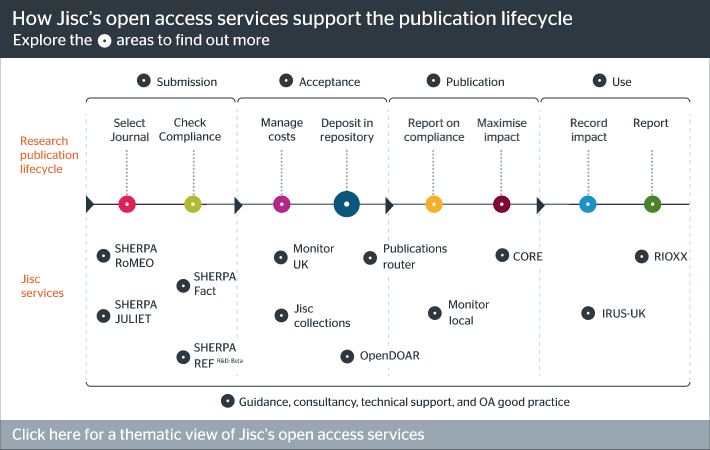 How Jisc's open access services support the publication lifecycle
Explore the areas to find out more
Submission
Acceptance
Publication
Use
Research
publication
lifecycle
Select
Journal
Check
Compliance
Manage
costs
Deposit in
repository
Report on
compliance
Maximise
impact
Record
impact
Report
Jisc
services
SHERPA
RoMEO
SHERPA
JULIET
SHERPA
Fact
SHERPA
REF R&D: Beta
Monitor
UK
Jisc
collections
OpenDOAR
Publications
router
Monitor
local
CORE
IRUS-UK
RIOXX
Guidance, consultancy, technical support, and OA good practice
Click here for a thematic view of Jisc's open access services